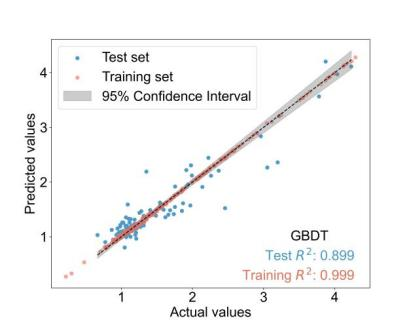 Test set
Training set
95% Confidence Interval
4
3
2
1
Predicted values
GBDT
Test R²: 0.899
Training R²: 0.999
1 2 3 4
Actual values